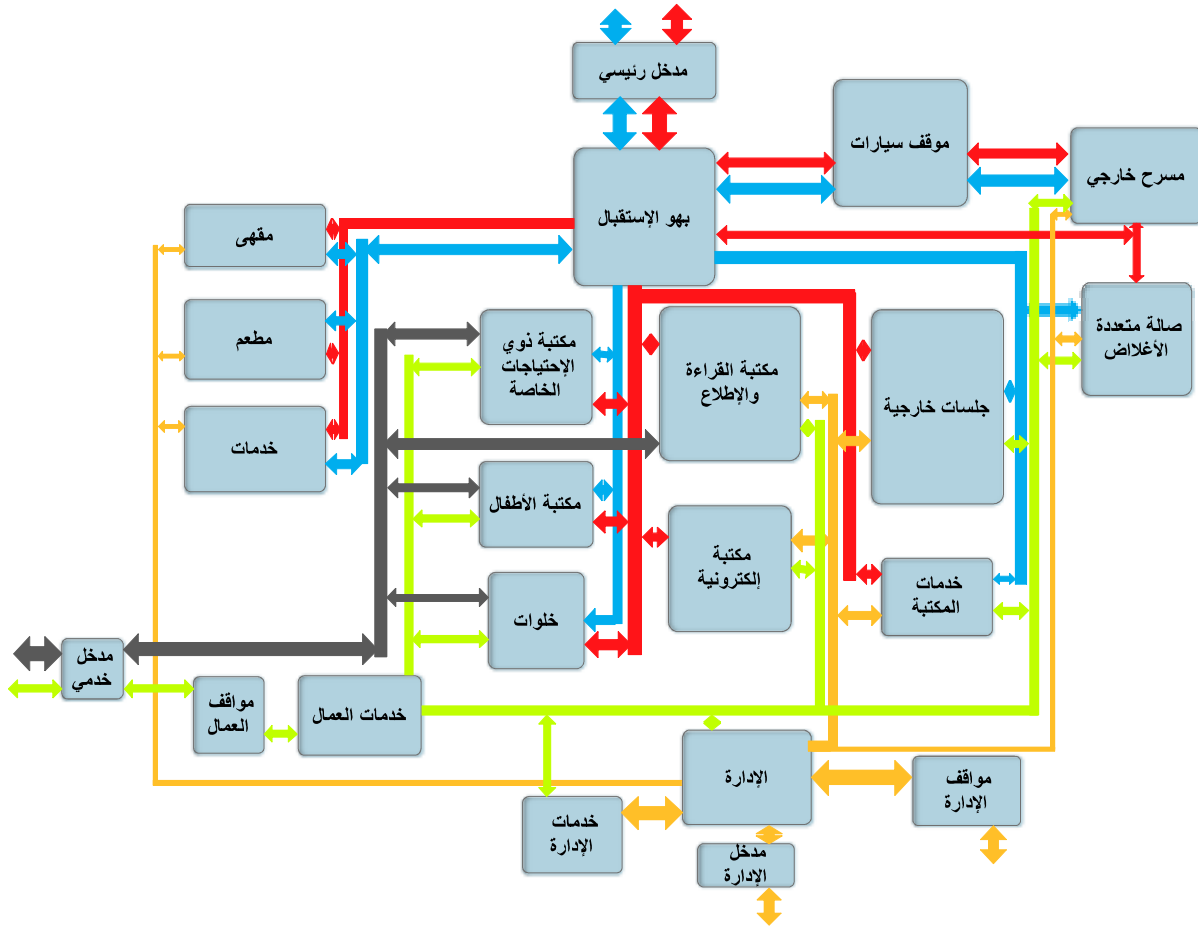 مدخل رئيسي
موقف سيارات
مسرح خارجي
بهو الإستقبال
مقهى
صالة متعددة
الأغلااض
مطعم
مكتبة ذوي
الإحتياجات
الخاصة
مكتبة القراءة
والإطلاع
جلسات خارجية
خدمات
مكتبة الأطفال
مكتبة
إلكترونية
خدمات
المكتبة
خلوات
مدخل
خدمي
مواقف
العمال
خدمات العمال
الإدارة
مواقف
الإدارة
خدمات
الإدارة
مدخل
الإدارة